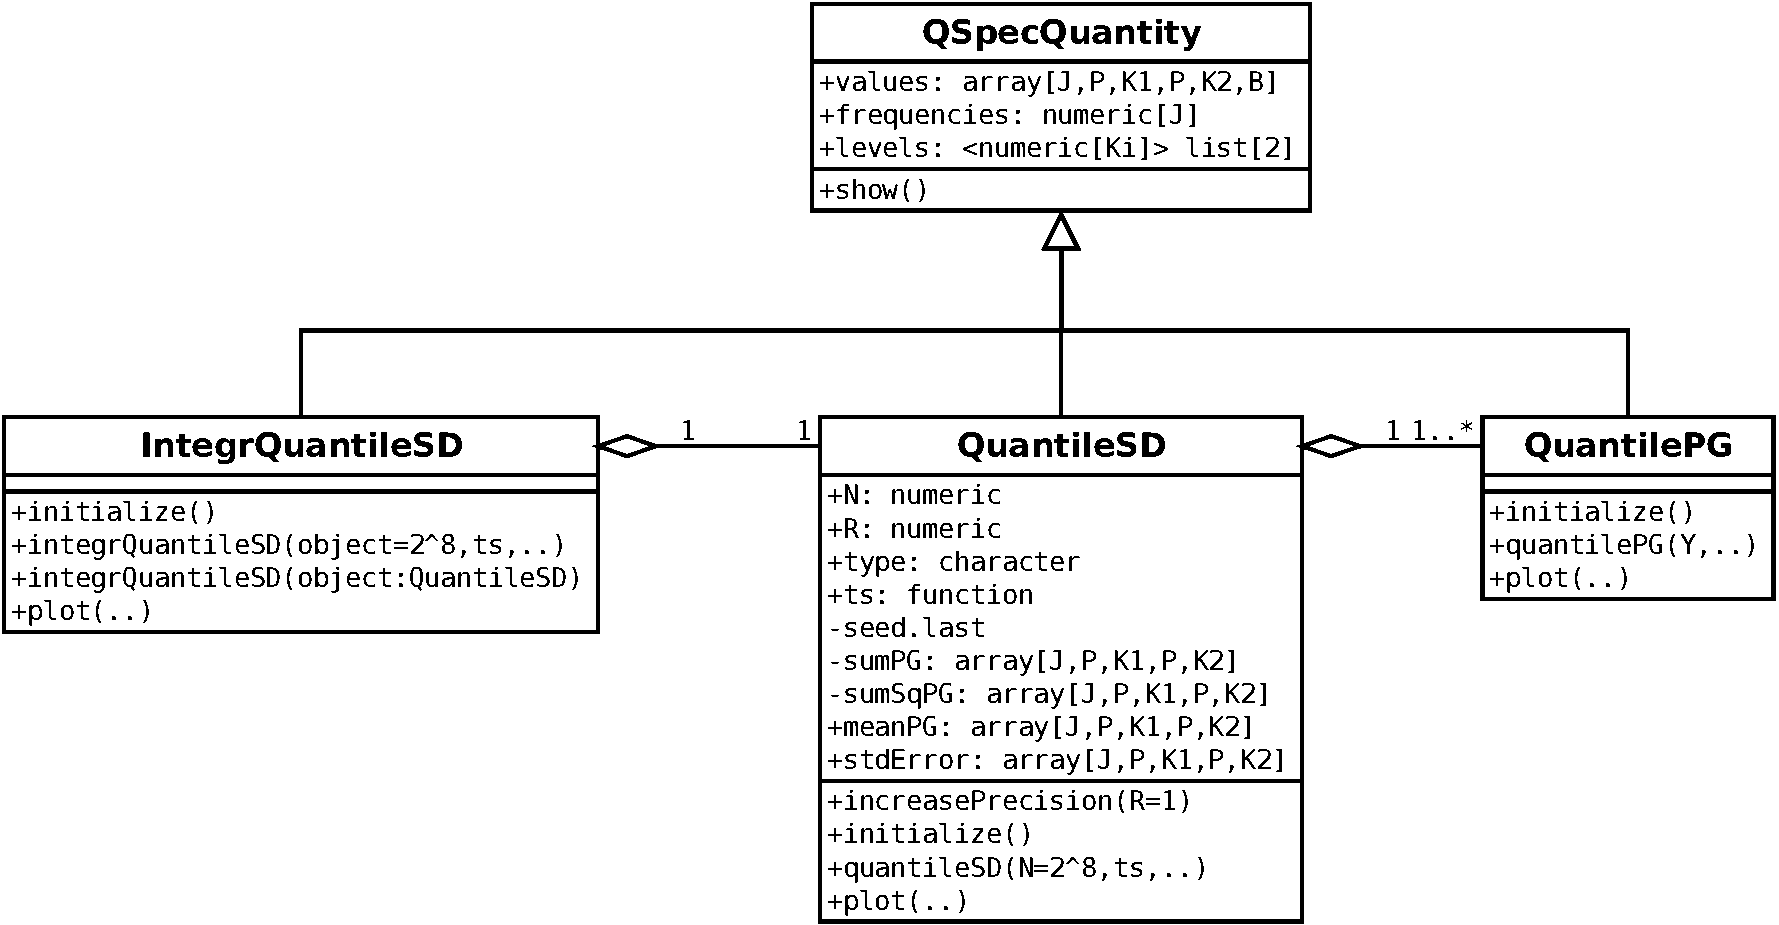 QSpecQuantity
+values: array[J,P,K1,P,K2,B]
+frequencies: numeric[J]
+levels: <numeric[Ki]> list[2]
+show()
IntegrQuantileSD
+initialize()
+integrQuantileSD(object=2^8,ts,..)
+integrQuantileSD(object:QuantileSD)
+plot(..)
1
1
QuantileSD
+N: numeric
+R: numeric
+type: character
+ts: function
-seed.last
-sumPG: array[J,P,K1,P,K2]
-sumSqPG: array[J,P,K1,P,K2]
+meanPG: array[J,P,K1,P,K2]
+stdError: array[J,P,K1,P,K2]
+increasePrecision(R=1)
+initialize()
+quantileSD(N=2^8,ts,..)
+plot(..)
1
1..*
QuantilePG
+initialize()
+quantilePG(Y,..)
+plot(..)